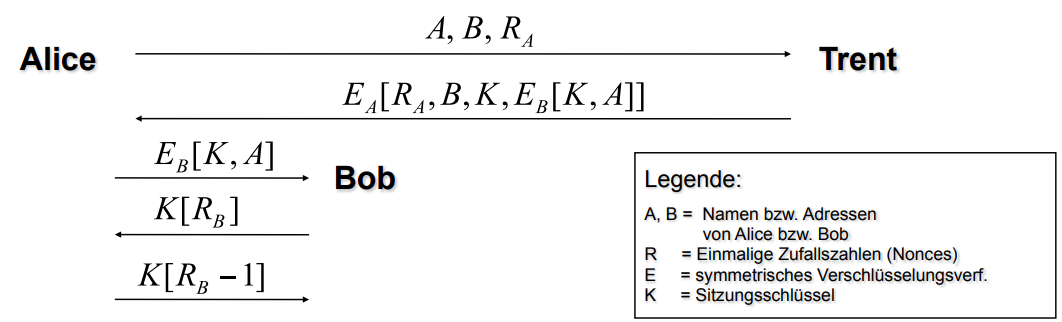 A, B, R_A
Alice
Trent
E_A[R_A, B, K, E_B[K, A]]
E_B[K, A]
Bob
K[R_B]
K[R_B − 1]
Legende:
A, B = Namen bzw. Adressen
von Alice bzw. Bob
R = Einmalige Zufallszahlen (Nonces)
E = symmetrisches Verschlüsselungsverf.
K = Sitzungsschlüssel